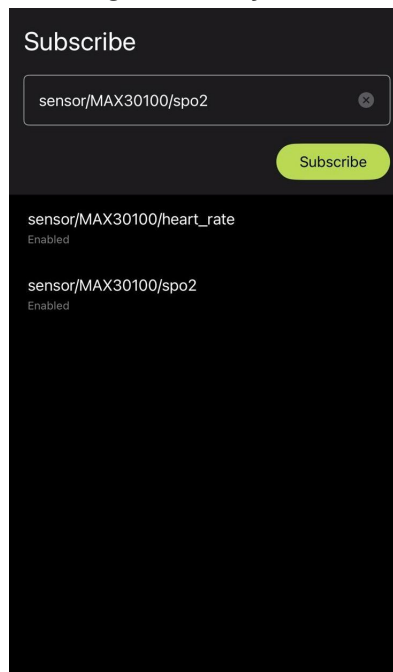 Subscribe
sensor/MAX30100/spo2
Subscribe
sensor/MAX30100/heart_rate
Enabled
sensor/MAX30100/spo2
Enabled